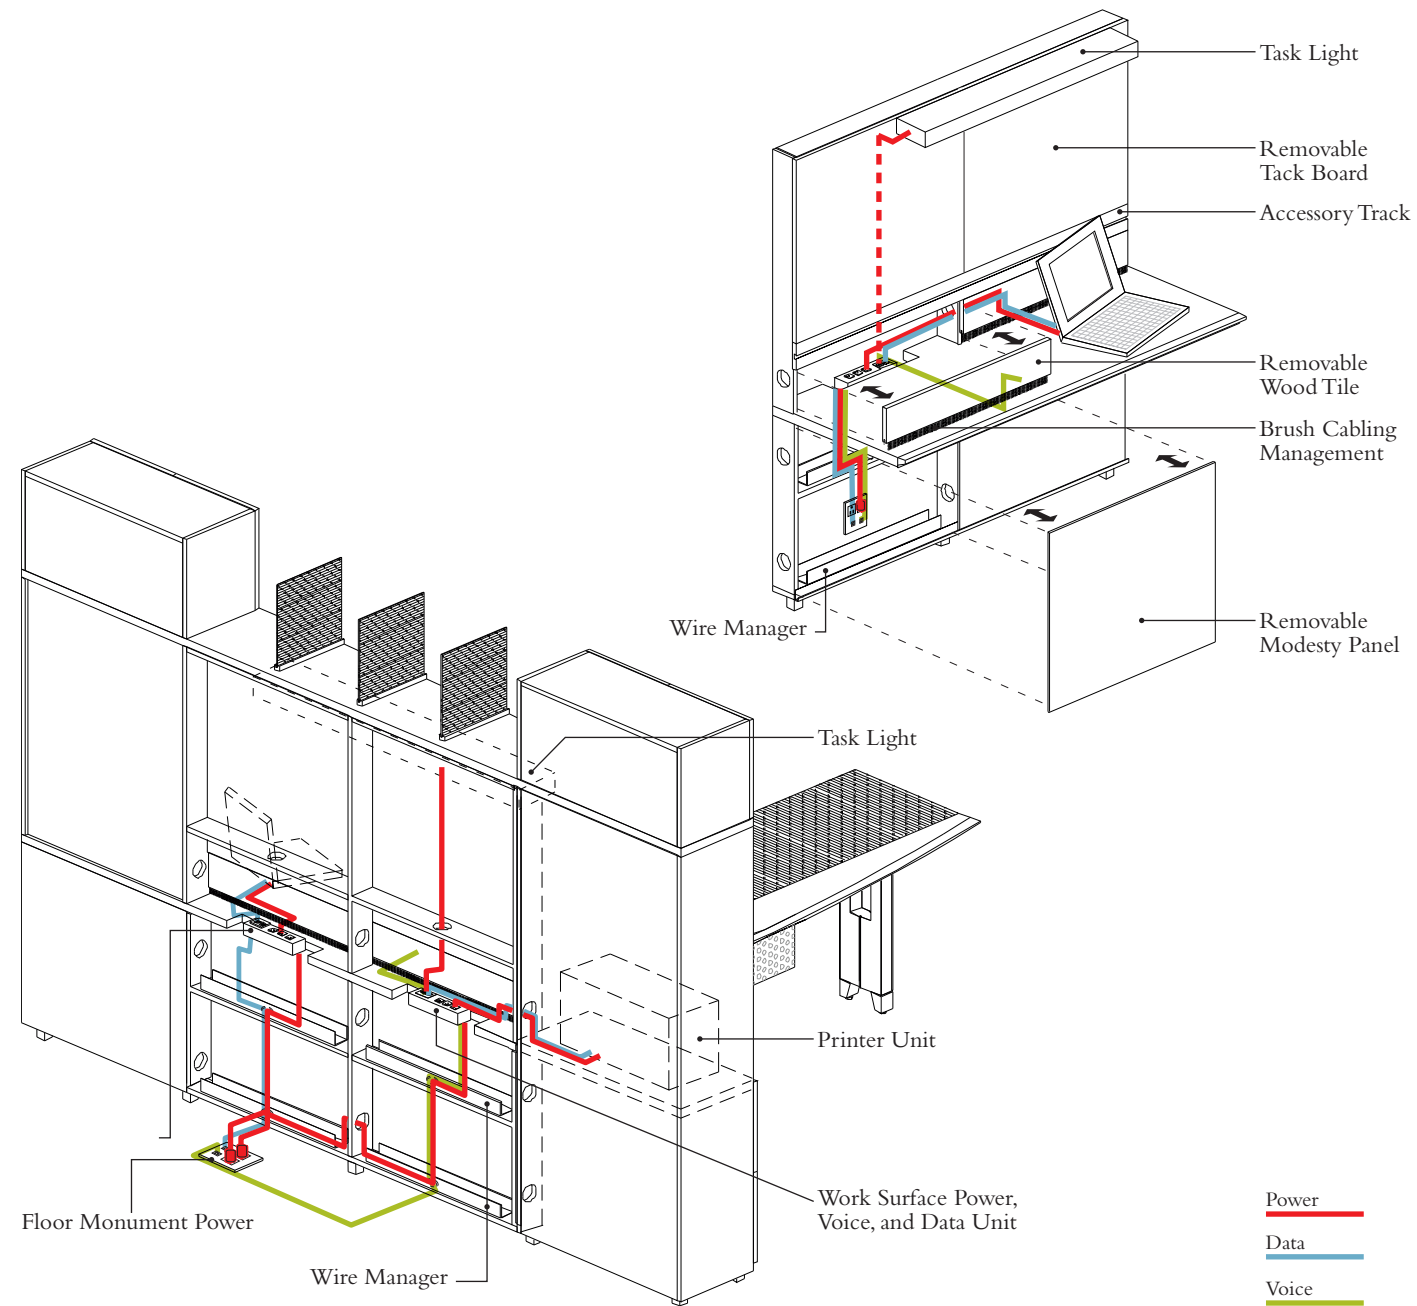 Task Light
Removable
Tack Board
Accessory Track
Removable
Wood Tile
Brush Cabling
Management
Wire Manager
Removable
Modesty Panel
Task Light
Printer Unit
Work Surface Power,
Voice, and Data Unit
Floor Monument Power
Wire Manager
Power
Data
Voice